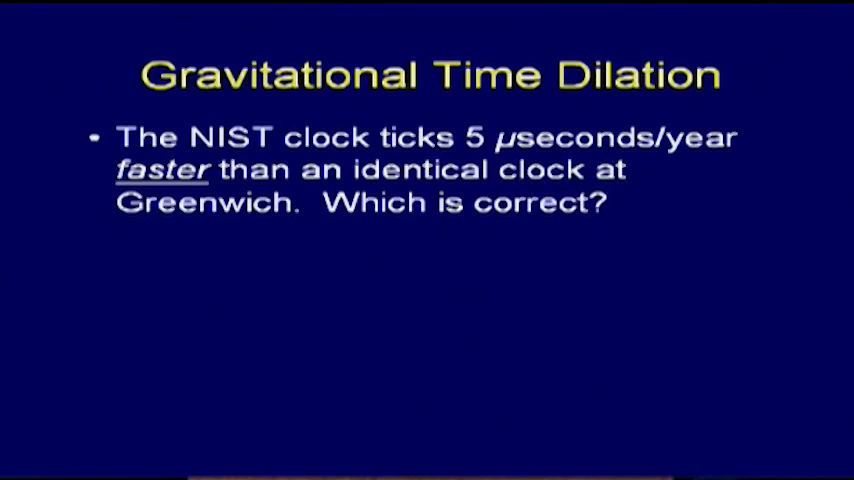 Gravitational Time Dilation
• The NIST clock ticks 5 μseconds/year
faster than an identical clock at
Greenwich. Which is correct?